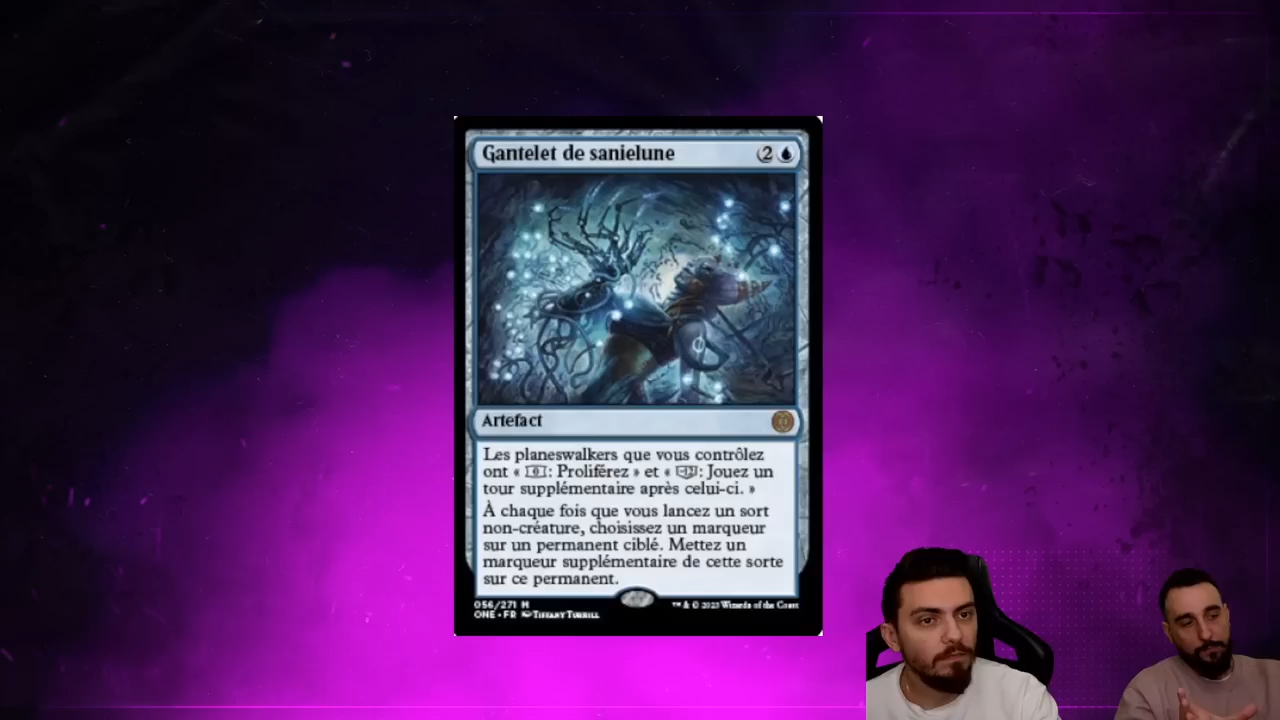 Gantelet de sanielune 2
Artefact
Les planeswalkers que vous contrôlez
ont « 0: Proliférez » et « -12: Jouez un
tour supplémentaire après celui-ci. »
À chaque fois que vous lancez un sort
non-créature, choisissez un marqueur
sur un permanent ciblé. Mettez un
marqueur supplémentaire de cette sorte
sur ce permanent.
056/271 M
ONE • FR TIFFANY TURRILL
™ & © 2023 Wizards of the Coast